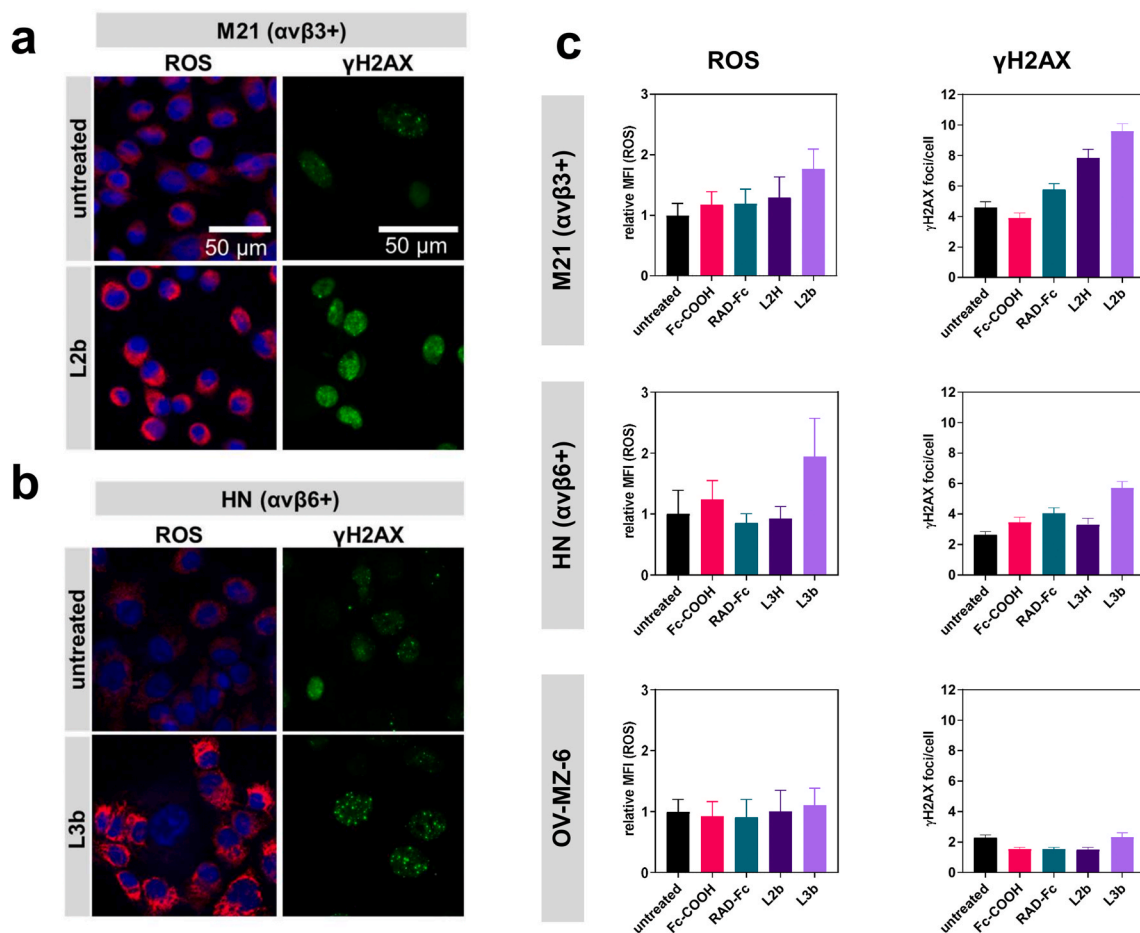 a
M21 (αvβ3+)
ROS
γH2AX
untreated
50 μm
50 μm
L2b
b
HN (αvβ6+)
ROS
γH2AX
untreated
L3b
c
ROS
γH2AX
M21 (αvβ3+)
relative MFI (ROS)
3
2
1
0
untreated
Fc-COOH
RAD-Fc
L2H
L2b
γH2AX foci/cell
12
10
8
6
4
2
0
untreated
Fc-COOH
RAD-Fc
L2H
L2b
HN (αvβ6+)
relative MFI (ROS)
3
2
1
0
untreated
Fc-COOH
RAD-Fc
L3H
L3b
γH2AX foci/cell
12
10
8
6
4
2
0
untreated
Fc-COOH
RAD-Fc
L3H
L3b
OV-MZ-6
relative MFI (ROS)
3
2
1
0
untreated
Fc-COOH
RAD-Fc
L2b
L3b
γH2AX foci/cell
12
10
8
6
4
2
0
untreated
Fc-COOH
RAD-Fc
L2b
L3b